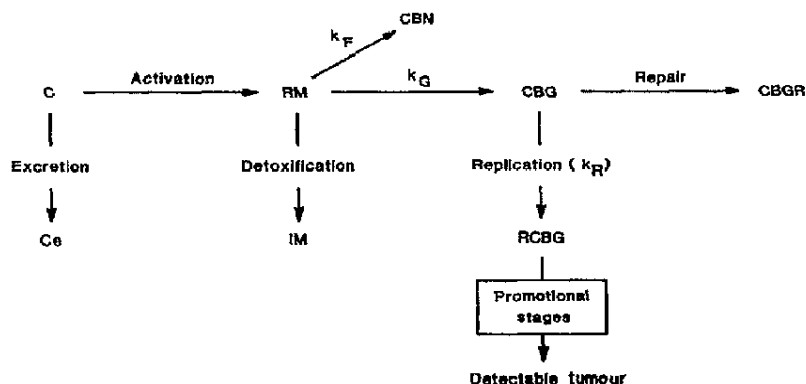 CBN
k_F
Activation
Repair
C
RM
k_G
CBG
CBGR
Excretion
Detoxification
Replication ( k_R )
Ce
IM
RCBG
Promotional
stages
Detectable tumour